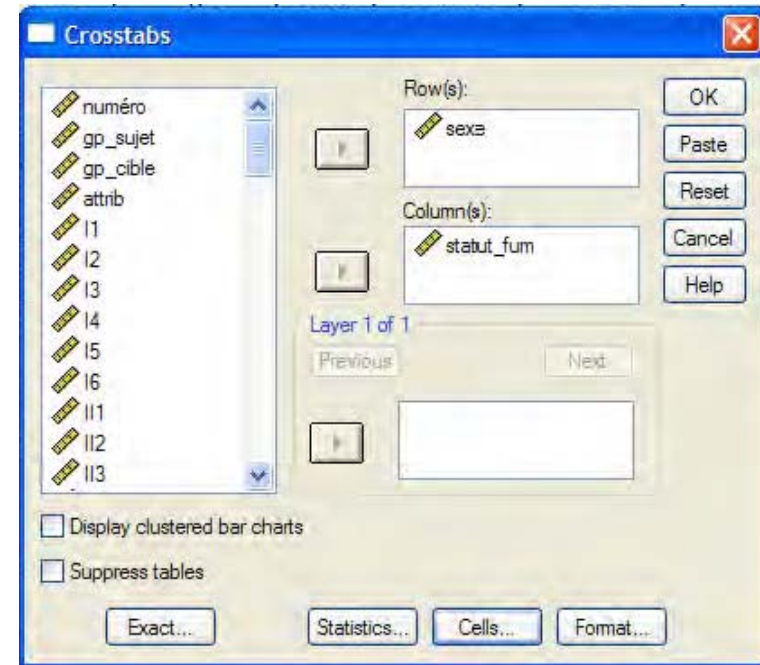 Crosstabs
numéro
gp_sujet
gp_cible
attrib
I1
I2
I3
I4
I5
I6
II1
II2
II3
Row(s):
sexe
Column(s):
statut_fum
Layer 1 of 1
Previous
Next
OK
Paste
Reset
Cancel
Help
Display clustered bar charts
Suppress tables
Exact...
Statistics...
Cells...
Format...